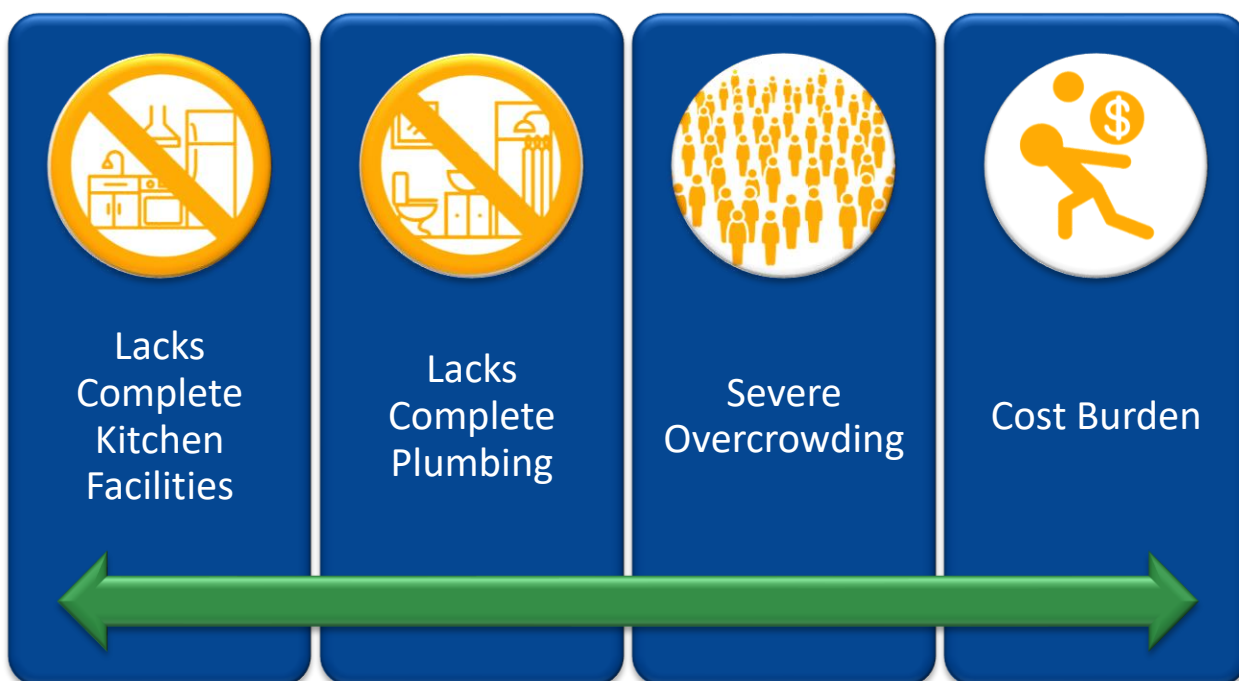 $
Lacks
Complete
Kitchen
Facilities
Lacks
Complete
Plumbing
Severe
Overcrowding
Cost Burden